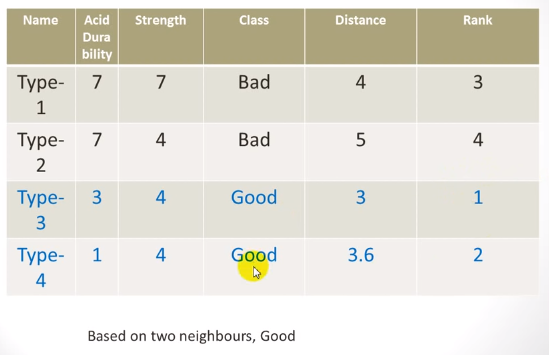 Name Acid Dura bility Strength Class Distance Rank
Type-1 7 7 Bad 4 3
Type-2 7 4 Bad 5 4
Type-3 3 4 Good 3 1
Type-4 1 4 Good 3.6 2
Based on two neighbours, Good